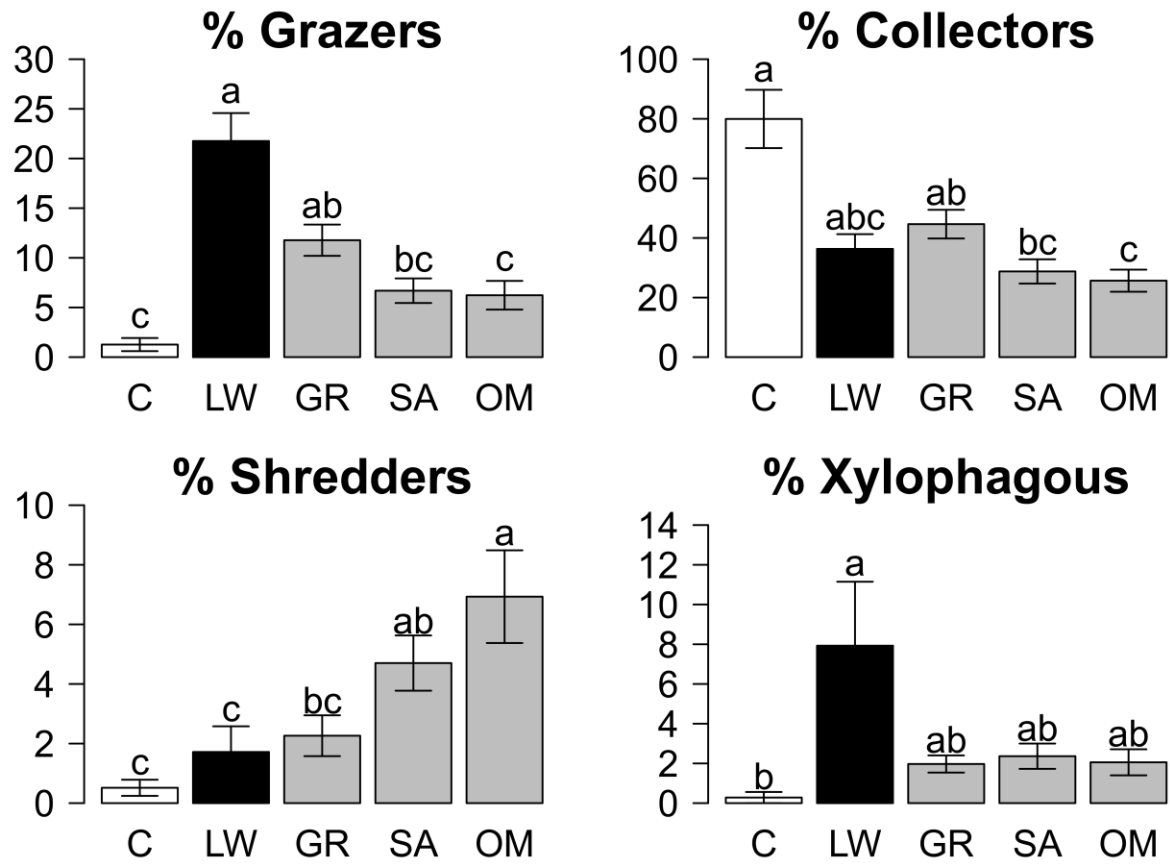 % Grazers
30
25
20
15
10
5
0
c
a
ab
bc
c
C LW GR SA OM
% Collectors
100
80
60
40
20
0
a
abc
ab
bc
c
C LW GR SA OM
% Shredders
10
8
6
4
2
0
c
c
bc
ab
a
C LW GR SA OM
% Xylophagous
14
12
10
8
6
4
2
0
b
a
ab
ab
ab
C LW GR SA OM